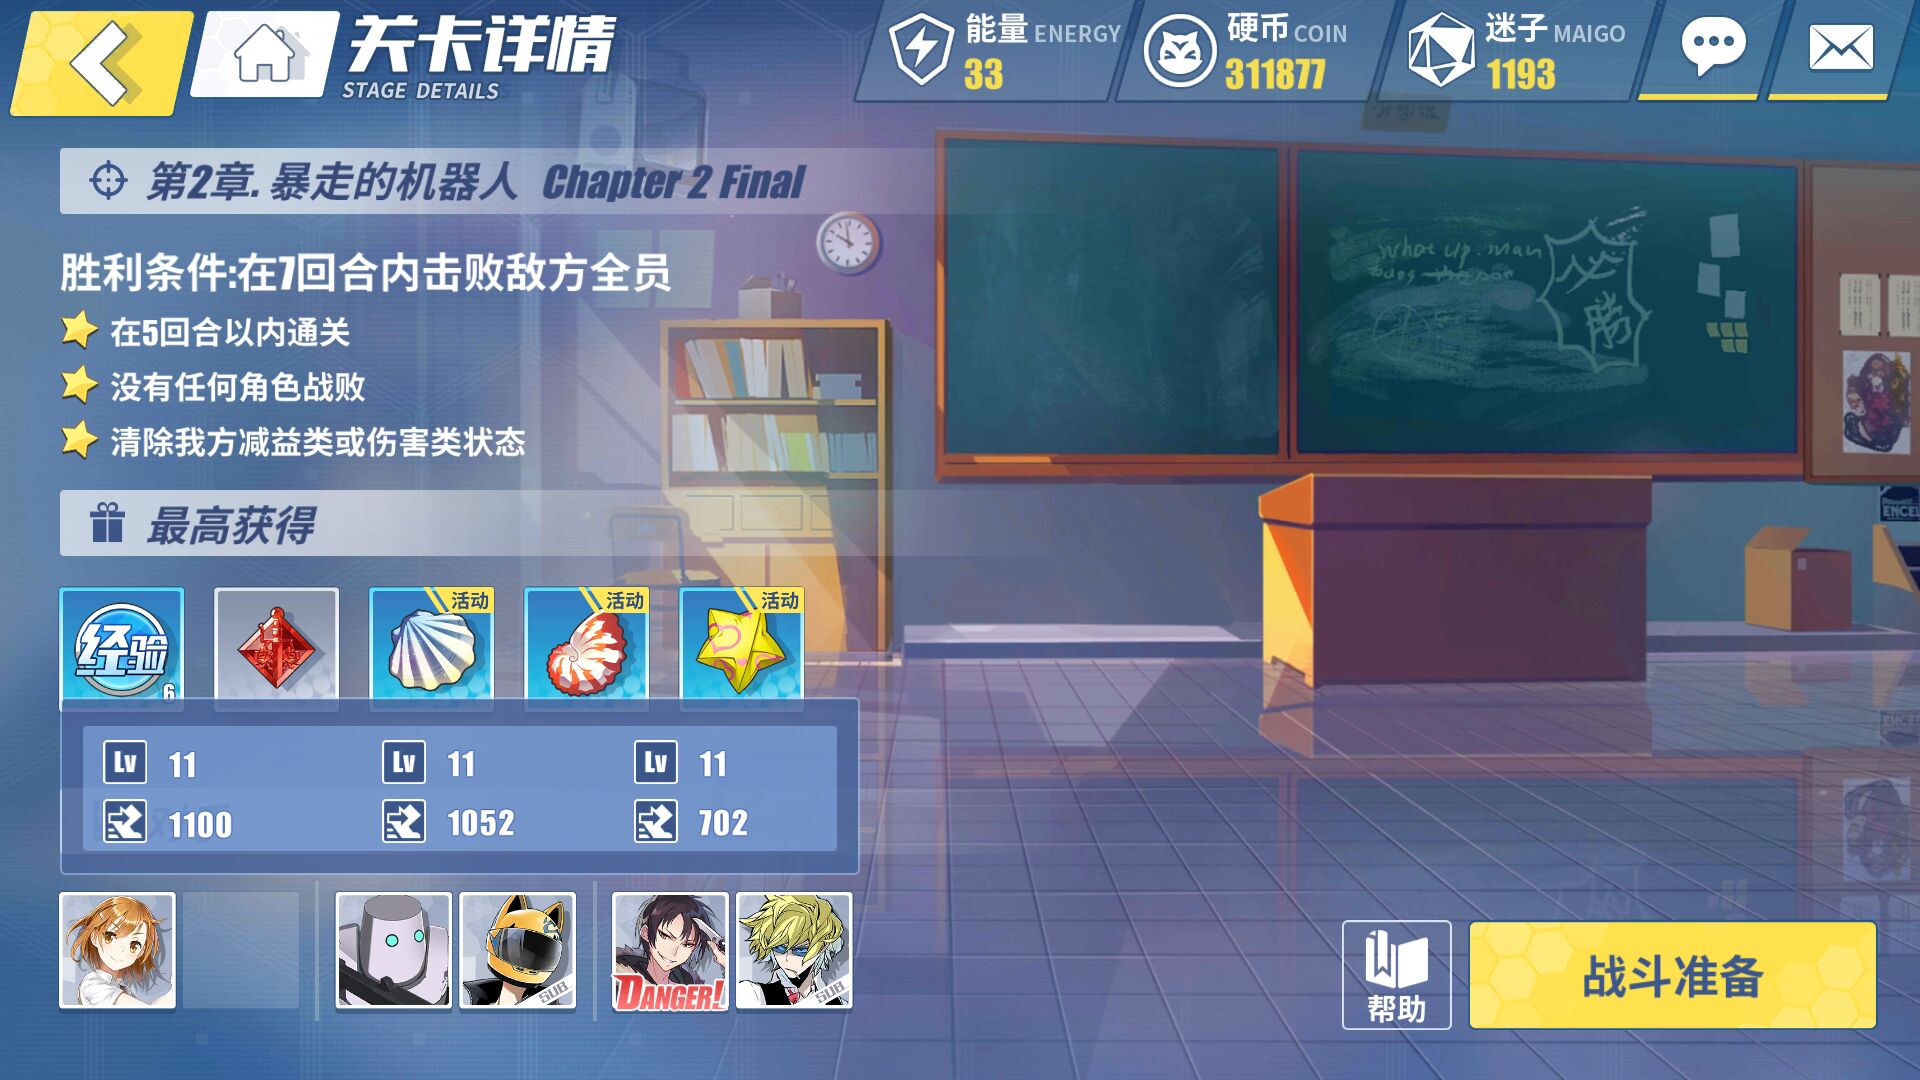 关卡详情
STAGE DETAILS
能量 ENERGY
33
硬币 COIN
311877
迷子 MAIGO
1193
第2章. 暴走的机器人 Chapter 2 Final
胜利条件:在7回合内击败敌方全员
在5回合以内通关
没有任何角色战败
清除我方减益类或伤害类状态
最高获得
经验
6
活动
活动
活动
Lv 11
Lv 11
Lv 11
1100
1052
702
SUB
DANGER!
SUB
what up. man
勝
ENCEL
帮助
战斗准备